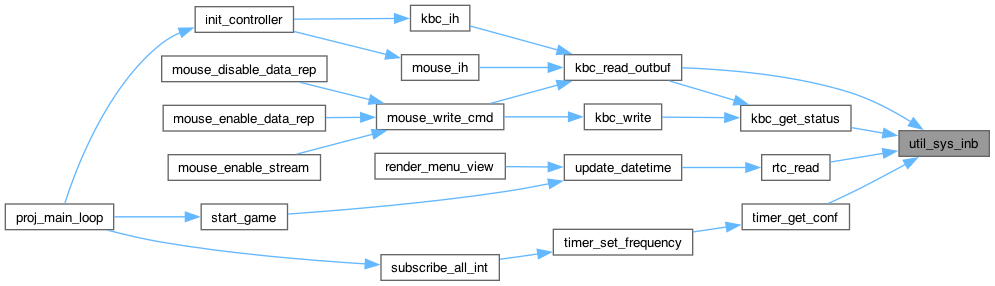 init_controller
kbc_ih
mouse_ih
mouse_disable_data_rep
kbc_read_outbuf
mouse_enable_data_rep
mouse_write_cmd
kbc_write
kbc_get_status
util_sys_inb
mouse_enable_stream
render_menu_view
update_datetime
rtc_read
proj_main_loop
start_game
timer_get_conf
timer_set_frequency
subscribe_all_int